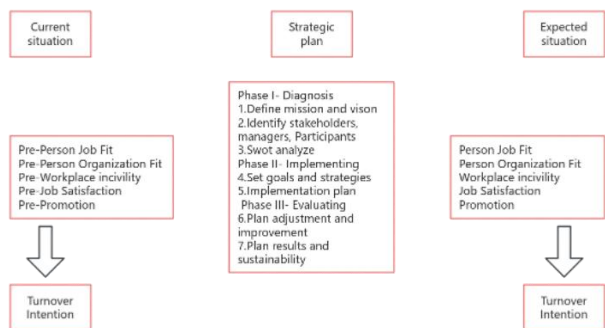 Current
situation
Strategic
plan
Expected
situation
Pre-Person Job Fit
Pre-Person Organization Fit
Pre-Workplace incivility
Pre-Job Satisfaction
Pre-Promotion
Turnover
Intention
Phase I- Diagnosis
1.Define mission and vison
2.Identify stakeholders,
managers, Participants
3.Swot analyze
Phase II- Implementing
4.Set goals and strategies
5.Implementation plan
Phase III- Evaluating
6.Plan adjustment and
improvement
7.Plan results and
sustainability
Person Job Fit
Person Organization Fit
Workplace incivility
Job Satisfaction
Promotion
Turnover
Intention